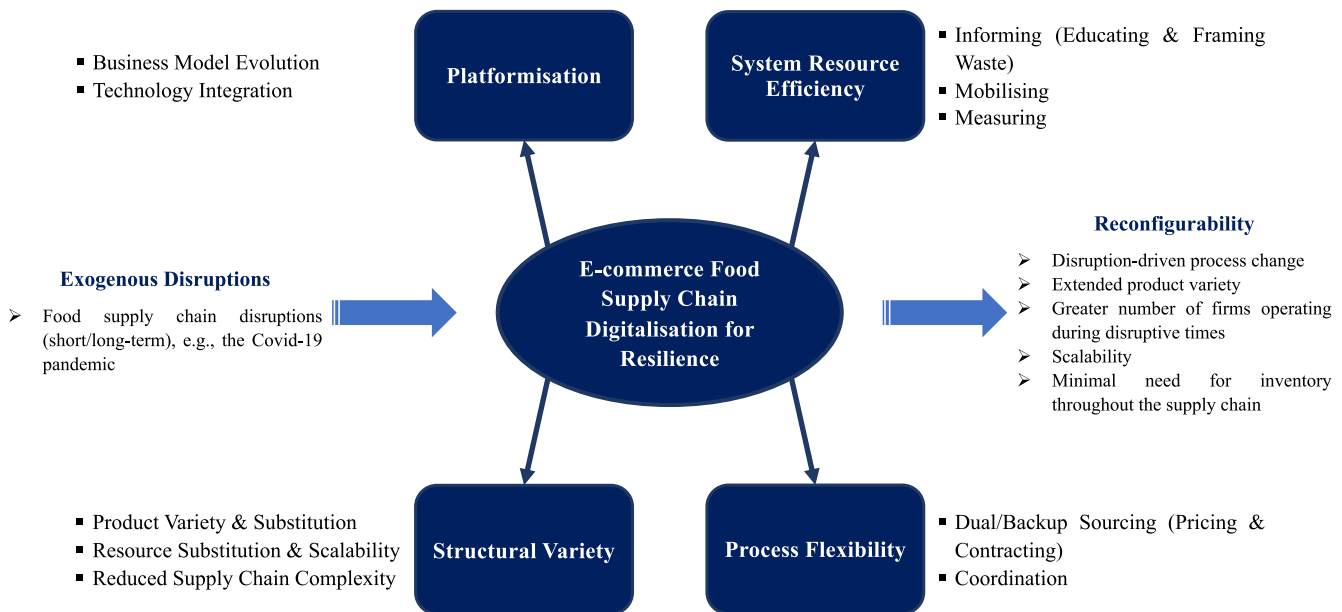 ▪ Business Model Evolution
▪ Technology Integration
Platformisation
System Resource
Efficiency
▪ Informing (Educating & Framing
Waste)
▪ Mobilising
▪ Measuring
Exogenous Disruptions
➢ Food supply chain disruptions
(short/long-term), e.g., the Covid-19
pandemic
E-commerce Food
Supply Chain
Digitalisation for
Resilience
Reconfigurability
➢ Disruption-driven process change
➢ Extended product variety
➢ Greater number of firms operating
during disruptive times
➢ Scalability
➢ Minimal need for inventory
throughout the supply chain
▪ Product Variety & Substitution
▪ Resource Substitution & Scalability
▪ Reduced Supply Chain Complexity
Structural Variety
Process Flexibility
▪ Dual/Backup Sourcing (Pricing &
Contracting)
▪ Coordination